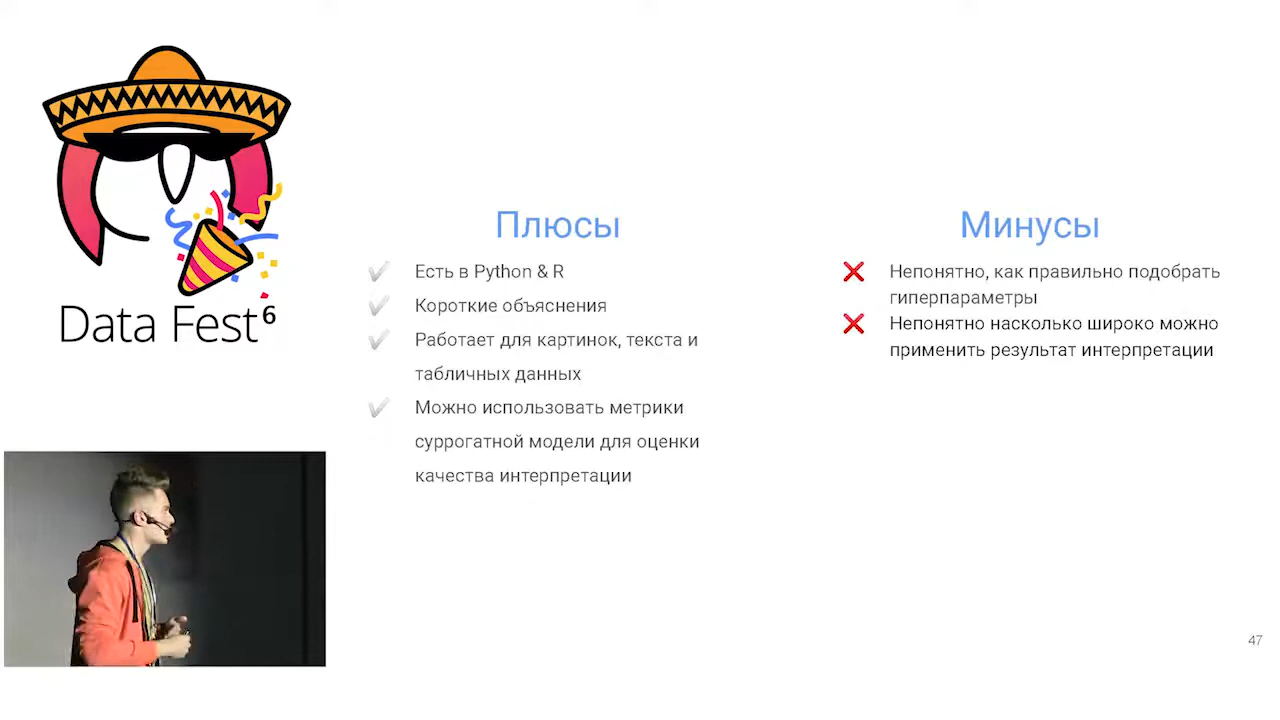 Data Fest⁶
Плюсы
Есть в Python & R
Короткие объяснения
Работает для картинок, текста и
табличных данных
Можно использовать метрики
суррогатной модели для оценки
качества интерпретации
Минусы
Непонятно, как правильно подобрать
гиперпараметры
Непонятно насколько широко можно
применить результат интерпретации
47